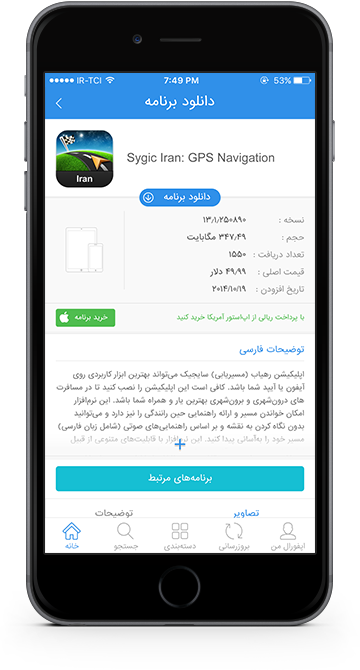 IR-TCI 7:49 PM 53%
دانلود برنامه
Iran
Sygic Iran: GPS Navigation
دانلود برنامه
نسخه : ۱۳/۱/۲۵۰۸۹۰
حجم : ۳۴۷/۴۹ مگابایت
تعداد دریافت : ۱۵۵۰
قیمت اصلی : ۴۹/۹۹ دلار
تاریخ افزودن : ۲۰۱۴/۱۰/۱۹
با پرداخت ریالی از اپ‌استور آمریکا خرید کنید
خرید برنامه
توضیحات فارسی
اپلیکیشن رهیاب (مسیریابی) سایجیک می‌تواند بهترین ابزار کاربردی روی
آیفون یا آیپد شما باشد. کافی است این اپلیکیشن را نصب کنید تا در مسافرت
های درون‌شهری و برون‌شهری بهترین یار و همراه شما باشد. این نرم‌افزار
امکان خواندن مسیر و ارائه راهنمایی حین رانندگی را نیز دارد و می‌توانید
بدون نگاه کردن به نقشه و بر اساس راهنمایی‌های صوتی (شامل زبان فارسی)
مسیر خود را به‌آسانی پیدا کنید. این نرم‌افزار با قابلیت‌های متنوعی از قبیل
برنامه‌های مرتبط
تصاویر توضیحات
اپفورال من بروزرسانی دسته‌بندی جستجو خانه